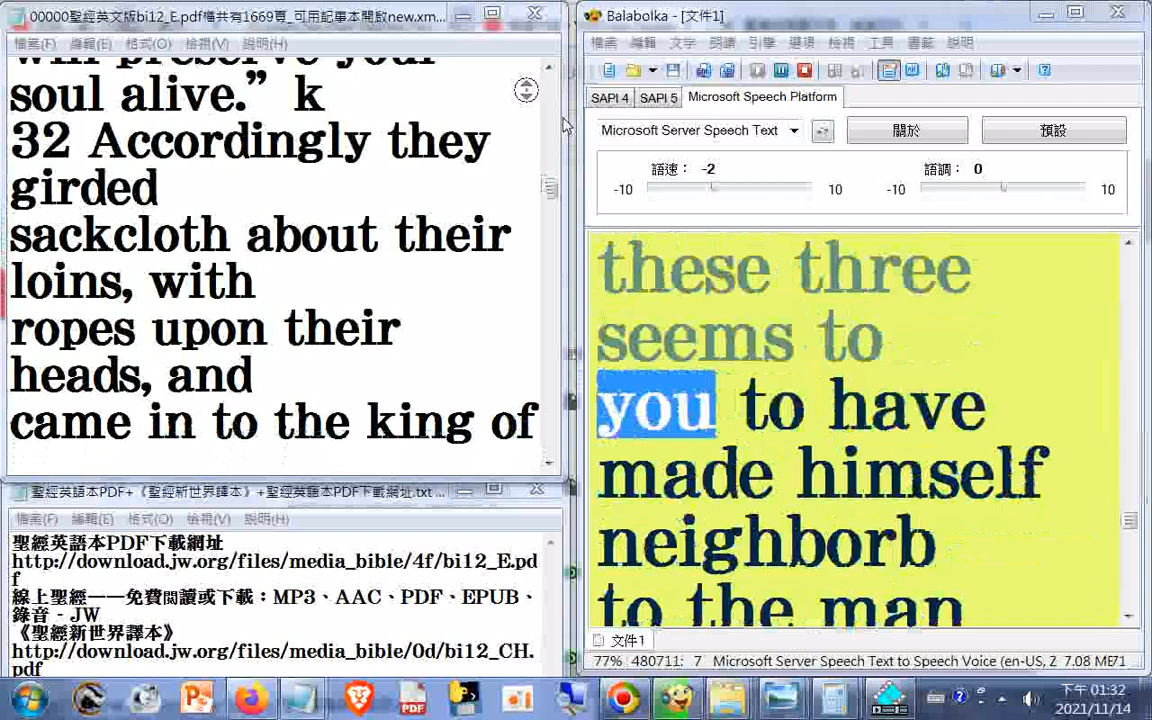 00000聖經英文版bi12_E.pdf檔共有1669頁_可用記事本開啟new.xm...
檔案(F) 編輯(E) 格式(O) 檢視(V) 說明(H)
will preserve your
soul alive.” k
32 Accordingly they
girded
sackcloth about their
loins, with
ropes upon their
heads, and
came in to the king of
聖經英語本PDF+《聖經新世界譯本》+聖經英語本PDF下載網址.txt ...
檔案(F) 編輯(E) 格式(O) 檢視(V) 說明(H)
聖經英語本PDF下載網址
http://download.jw.org/files/media_bible/4f/bi12_E.pd
f
線上聖經——免費閱讀或下載：MP3、AAC、PDF、EPUB、
錄音 - JW
《聖經新世界譯本》
http://download.jw.org/files/media_bible/0d/bi12_CH.
pdf
Balabolka - [文件1]
檔案 編輯 文字 朗讀 引擎 選項 檢視 工具 書籤 說明
SAPI 4 SAPI 5 Microsoft Speech Platform
Microsoft Server Speech Text 關於 預設
語速： -2 語調： 0
-10 10 -10 10
these three
seems to
you to have
made himself
neighborb
to the man
文件1
77% 480711: 7 Microsoft Server Speech Text to Speech Voice (en-US, Z 7.08 ME71
下午 01:32
2021/11/14